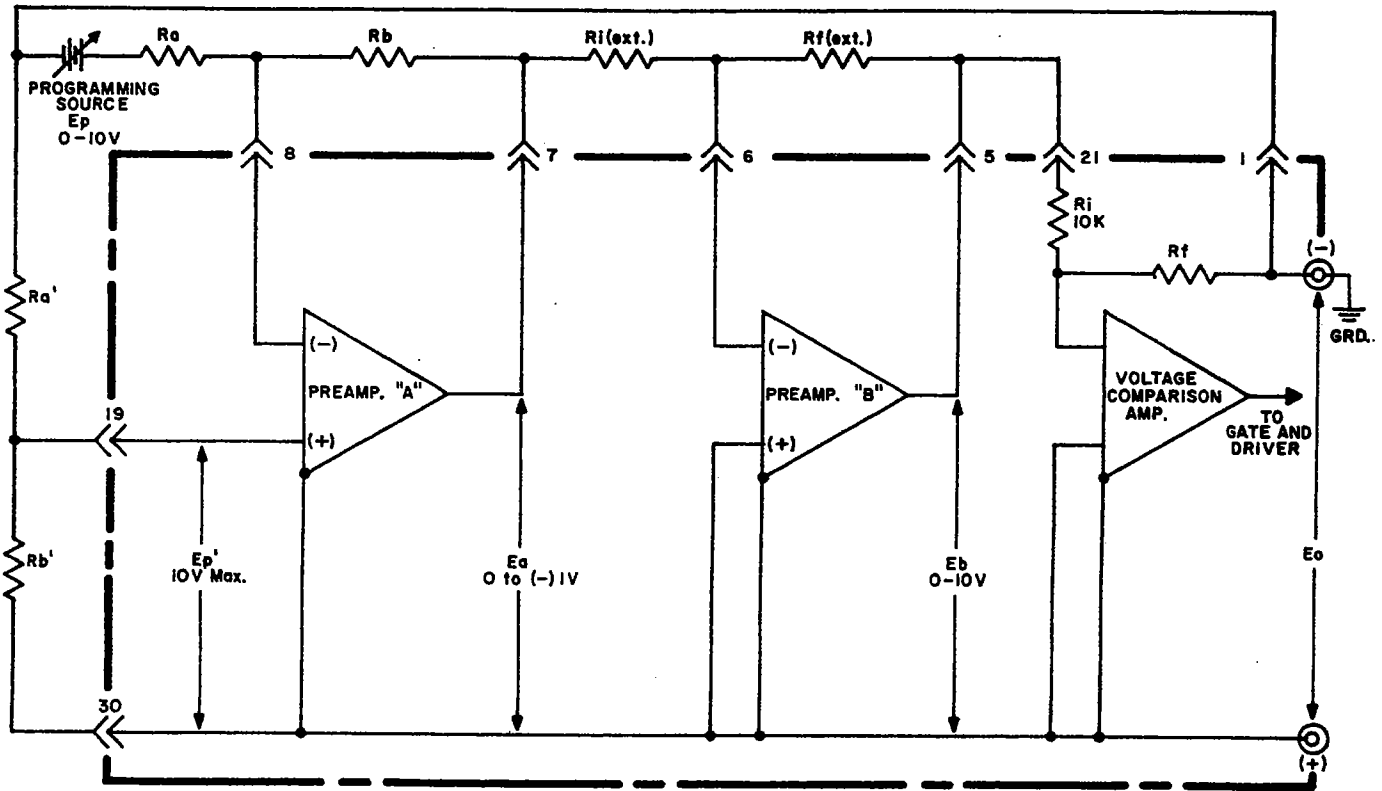 Ra
Rb
Ri(ext.)
Rf(ext.)
PROGRAMMING
SOURCE
Ep
0-10V
8
7
6
5
21
1
Ri
10K
Rf
(-)
GRD..
Ra'
(-)
PREAMP. "A"
(+)
(-)
PREAMP. "B"
(+)
VOLTAGE
COMPARISON
AMP.
TO
GATE AND
DRIVER
19
Rb'
Ep'
10V Max.
Ea
0 to (-) 1V
Eb
0-10V
Eo
30
(+)